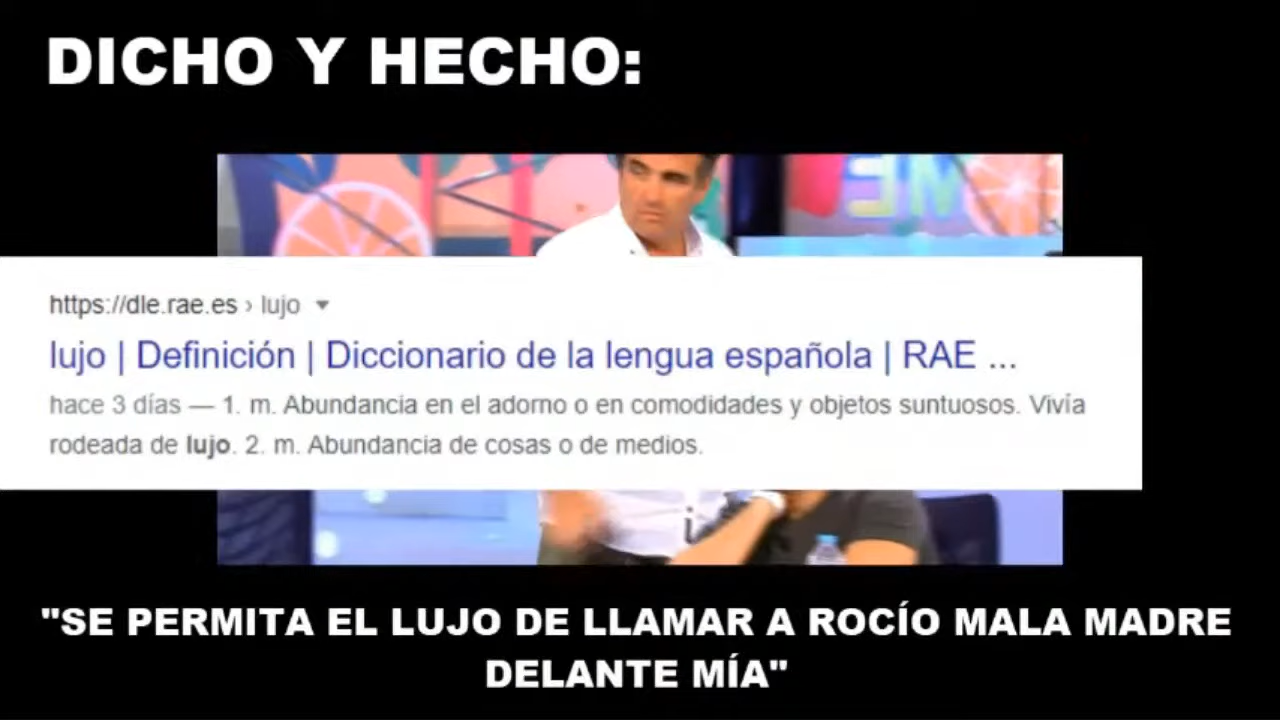 DICHO Y HECHO:
https://dle.rae.es › lujo
lujo | Definición | Diccionario de la lengua española | RAE ...
hace 3 días — 1. m. Abundancia en el adorno o en comodidades y objetos suntuosos. Vivía
rodeada de lujo. 2. m. Abundancia de cosas o de medios.
"SE PERMITA EL LUJO DE LLAMAR A ROCÍO MALA MADRE
DELANTE MÍA"